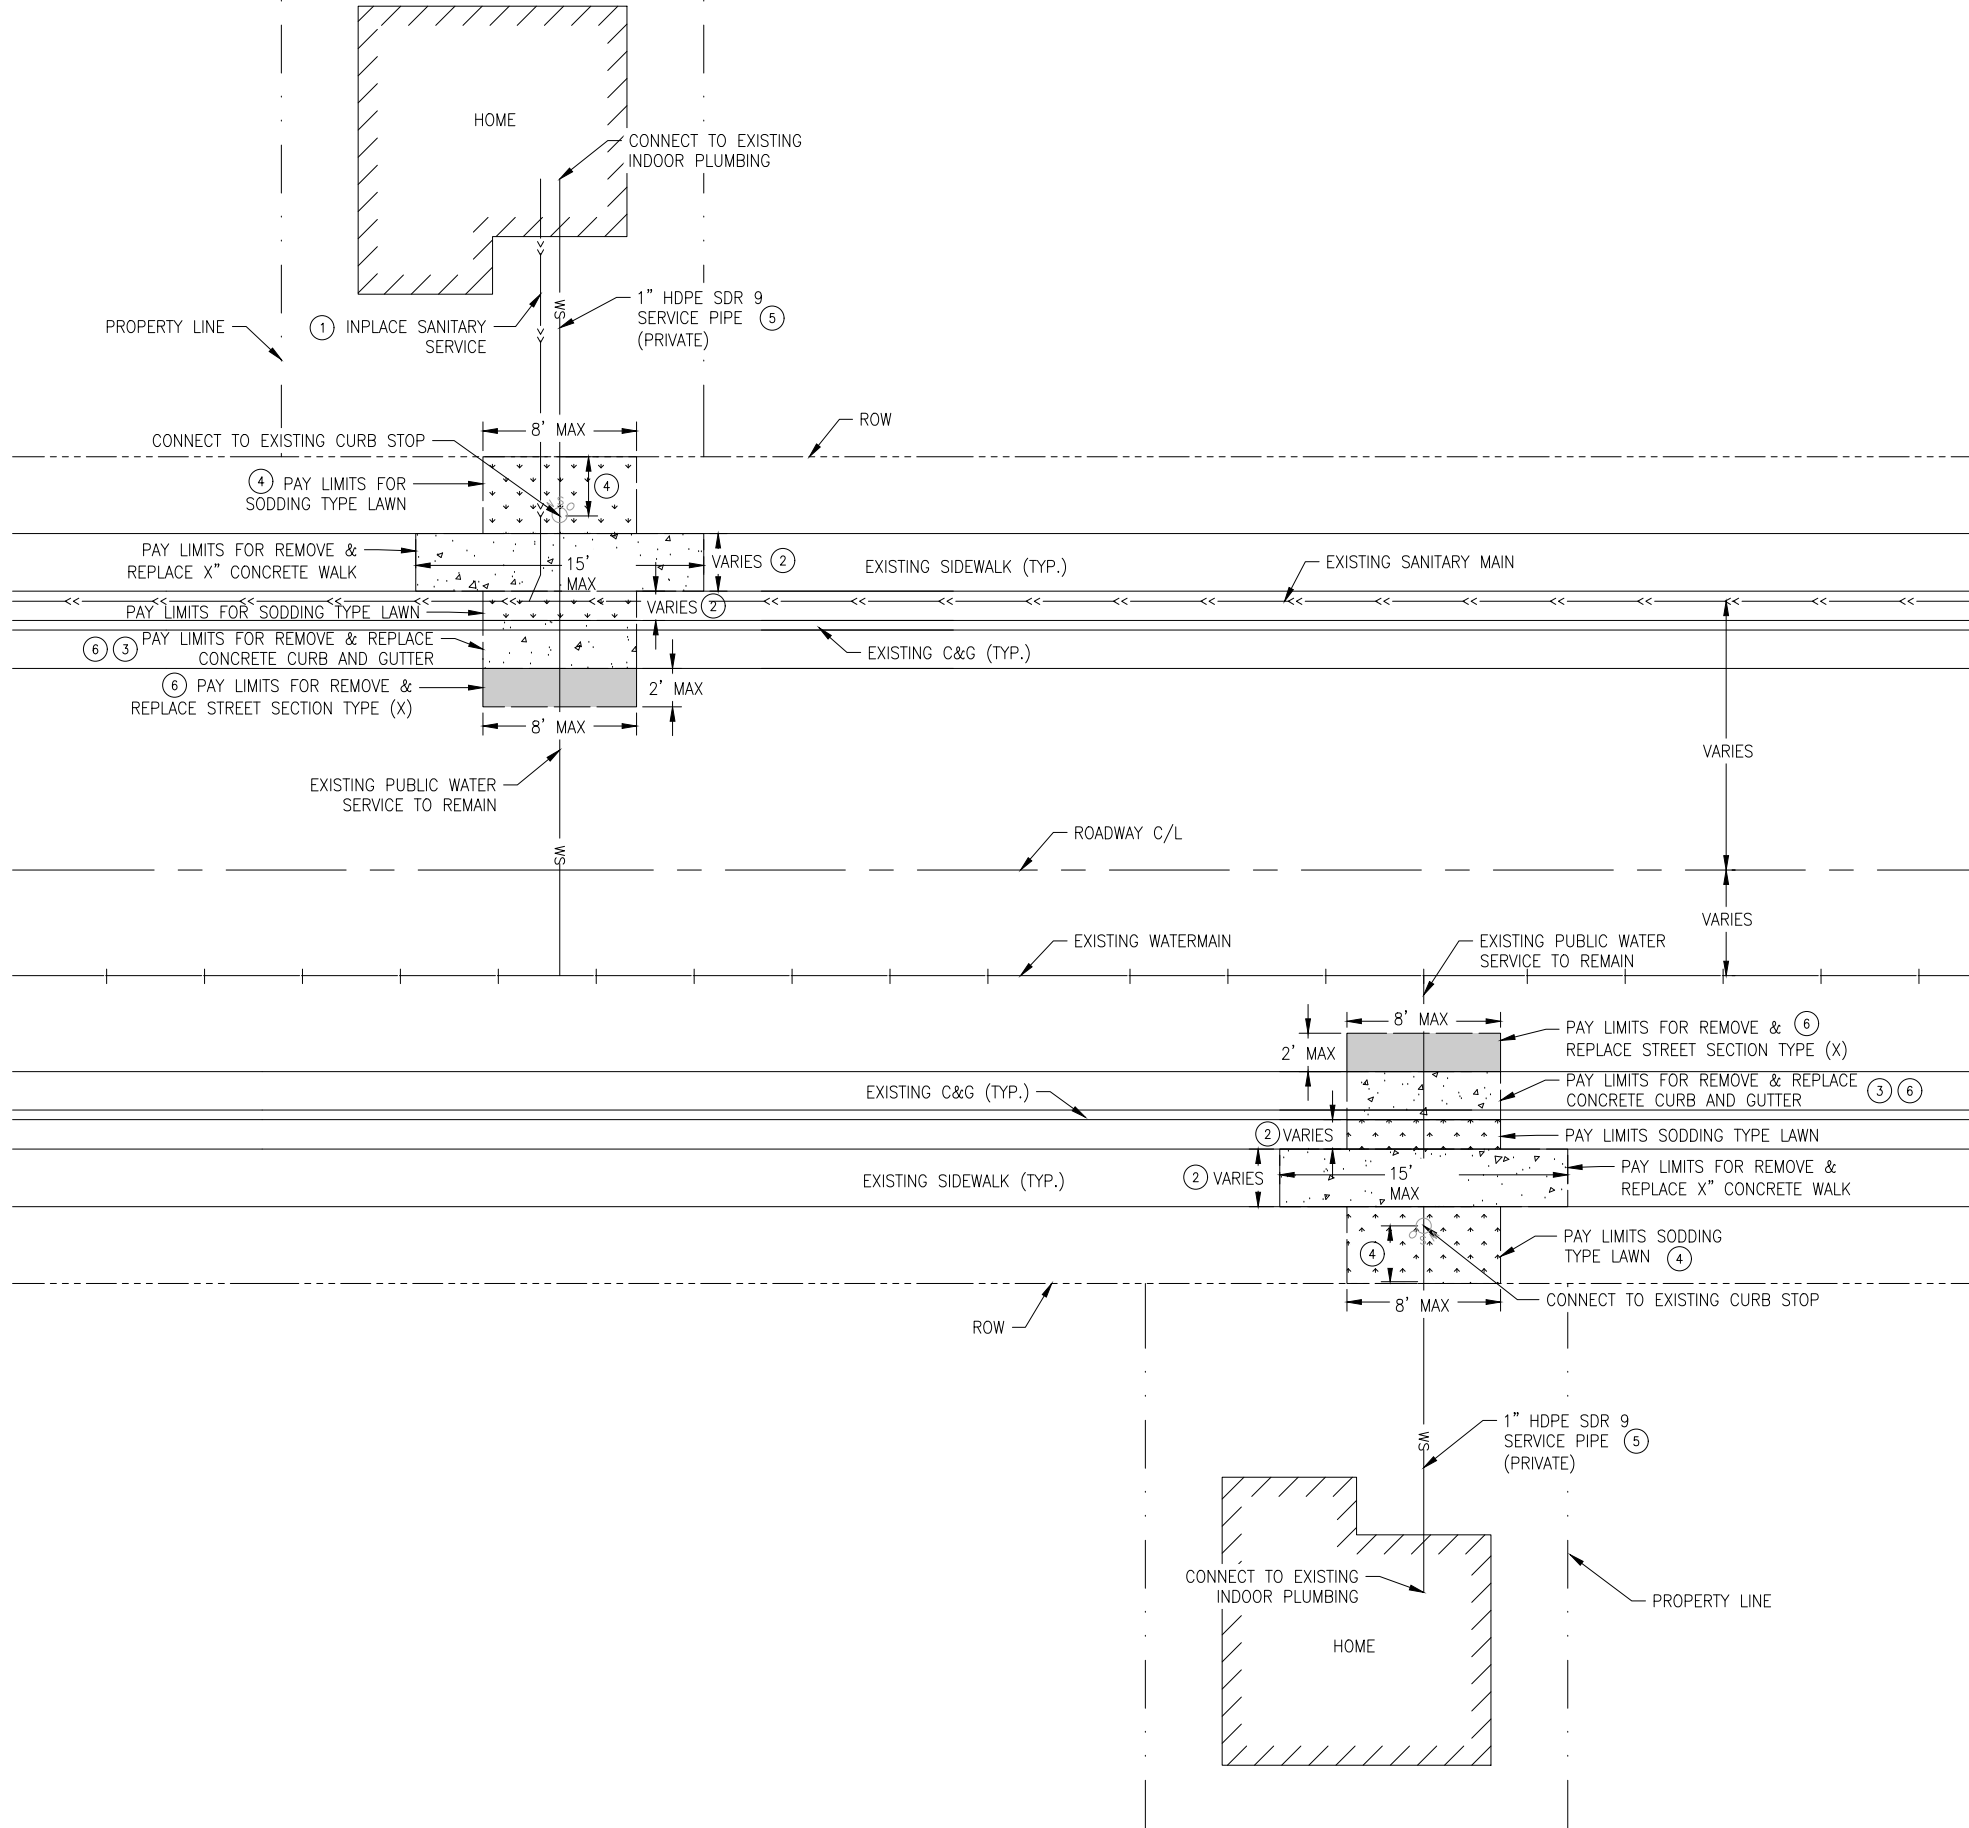 HOME
CONNECT TO EXISTING
INDOOR PLUMBING
1" HDPE SDR 9
SERVICE PIPE 5
(PRIVATE)
WS
PROPERTY LINE
1 INPLACE SANITARY
SERVICE
ROW
8' MAX
CONNECT TO EXISTING CURB STOP
4 PAY LIMITS FOR
SODDING TYPE LAWN
4
PAY LIMITS FOR REMOVE &
REPLACE X" CONCRETE WALK
15'
MAX
VARIES 2
EXISTING SIDEWALK (TYP.)
EXISTING SANITARY MAIN
PAY LIMITS FOR SODDING TYPE LAWN
VARIES 2
6 3 PAY LIMITS FOR REMOVE & REPLACE
CONCRETE CURB AND GUTTER
EXISTING C&G (TYP.)
6 PAY LIMITS FOR REMOVE &
REPLACE STREET SECTION TYPE (X)
2' MAX
8' MAX
VARIES
EXISTING PUBLIC WATER
SERVICE TO REMAIN
ROADWAY C/L
WS
VARIES
EXISTING WATERMAIN
EXISTING PUBLIC WATER
SERVICE TO REMAIN
8' MAX
PAY LIMITS FOR REMOVE & 6
REPLACE STREET SECTION TYPE (X)
2' MAX
EXISTING C&G (TYP.)
PAY LIMITS FOR REMOVE & REPLACE
CONCRETE CURB AND GUTTER 3 6
2 VARIES
PAY LIMITS SODDING TYPE LAWN
EXISTING SIDEWALK (TYP.)
2 VARIES
15'
MAX
PAY LIMITS FOR REMOVE &
REPLACE X" CONCRETE WALK
4
PAY LIMITS SODDING
TYPE LAWN 4
8' MAX
CONNECT TO EXISTING CURB STOP
ROW
1" HDPE SDR 9
SERVICE PIPE 5
(PRIVATE)
WS
CONNECT TO EXISTING
INDOOR PLUMBING
PROPERTY LINE
HOME